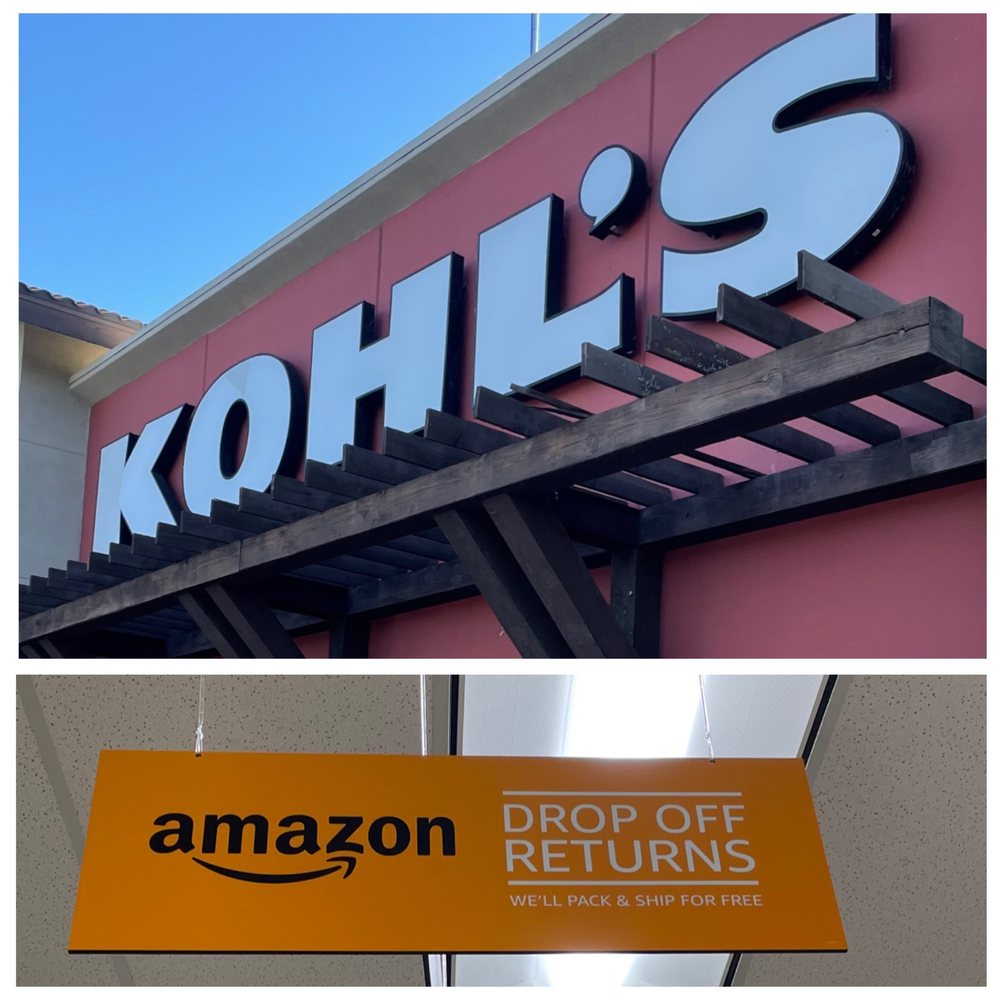 KOHL'S
amazon
DROP OFF
RETURNS
WE'LL PACK & SHIP FOR FREE